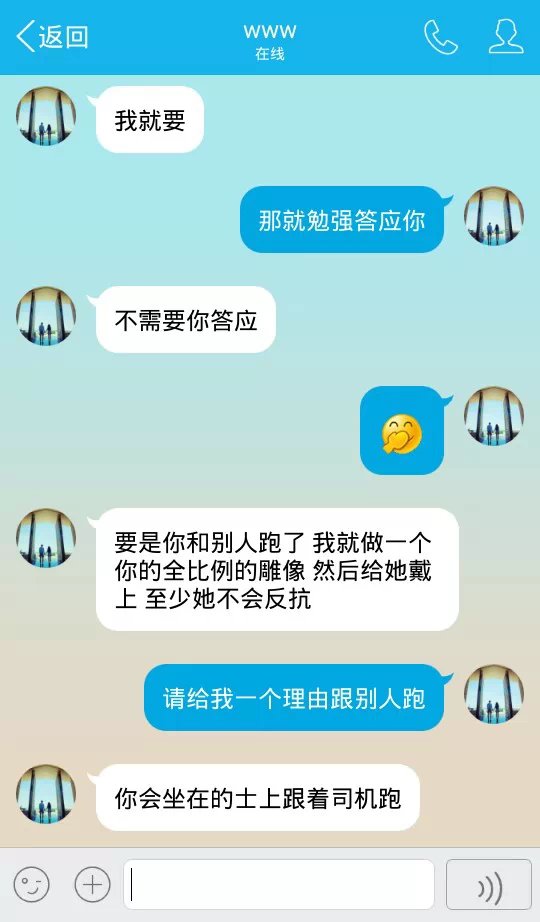 返回
WWW
在线
我就要
那就勉强答应你
不需要你答应
要是你和别人跑了 我就做一个
你的全比例的雕像 然后给她戴
上 至少她不会反抗
请给我一个理由跟别人跑
你会坐在的士上跟着司机跑